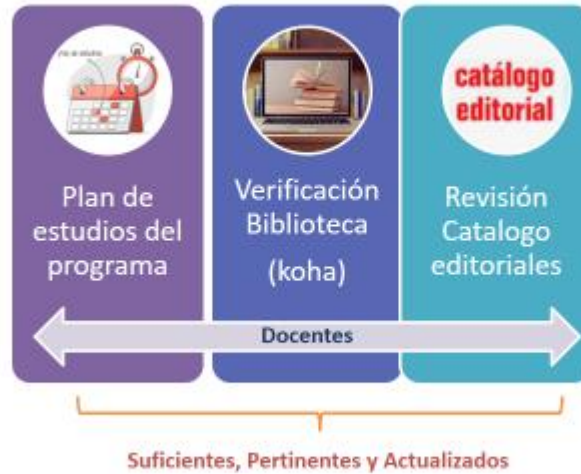 Plan de
estudios del
programa
Verificación
Biblioteca
(koha)
catálogo
editorial
Revisión
Catalogo
editoriales
Docentes
Suficientes, Pertinentes y Actualizados